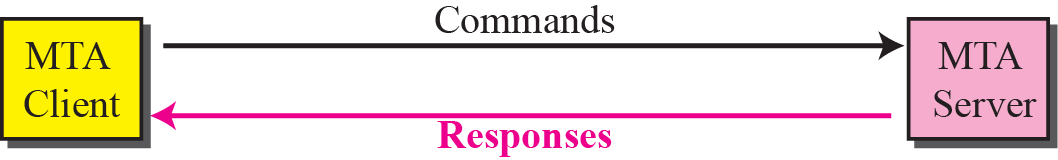 Commands
MTA
Client
MTA
Server
Responses